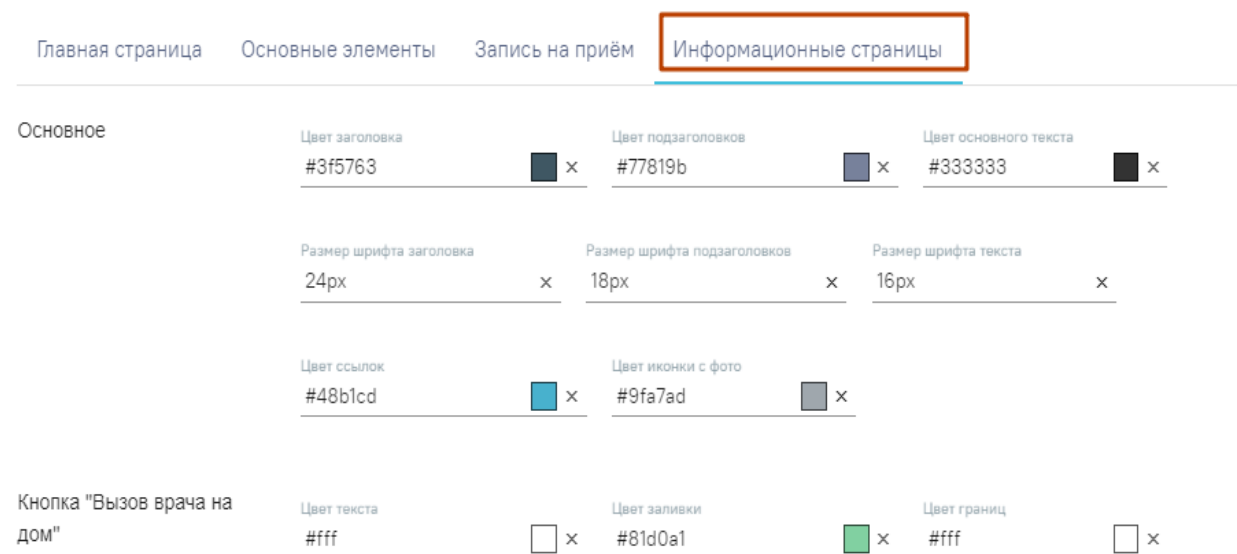 Главная страница Основные элементы Запись на приём Информационные страницы
Основное
Цвет заголовка Цвет подзаголовков Цвет основного текста
#3f5763 × #77819b × #333333 ×
Размер шрифта заголовка Размер шрифта подзаголовков Размер шрифта текста
24px × 18px × 16px ×
Цвет ссылок Цвет иконки с фото
#48b1cd × #9fa7ad ×
Кнопка "Вызов врача на
дом"
Цвет текста Цвет заливки Цвет границ
#fff × #81d0a1 × #fff ×